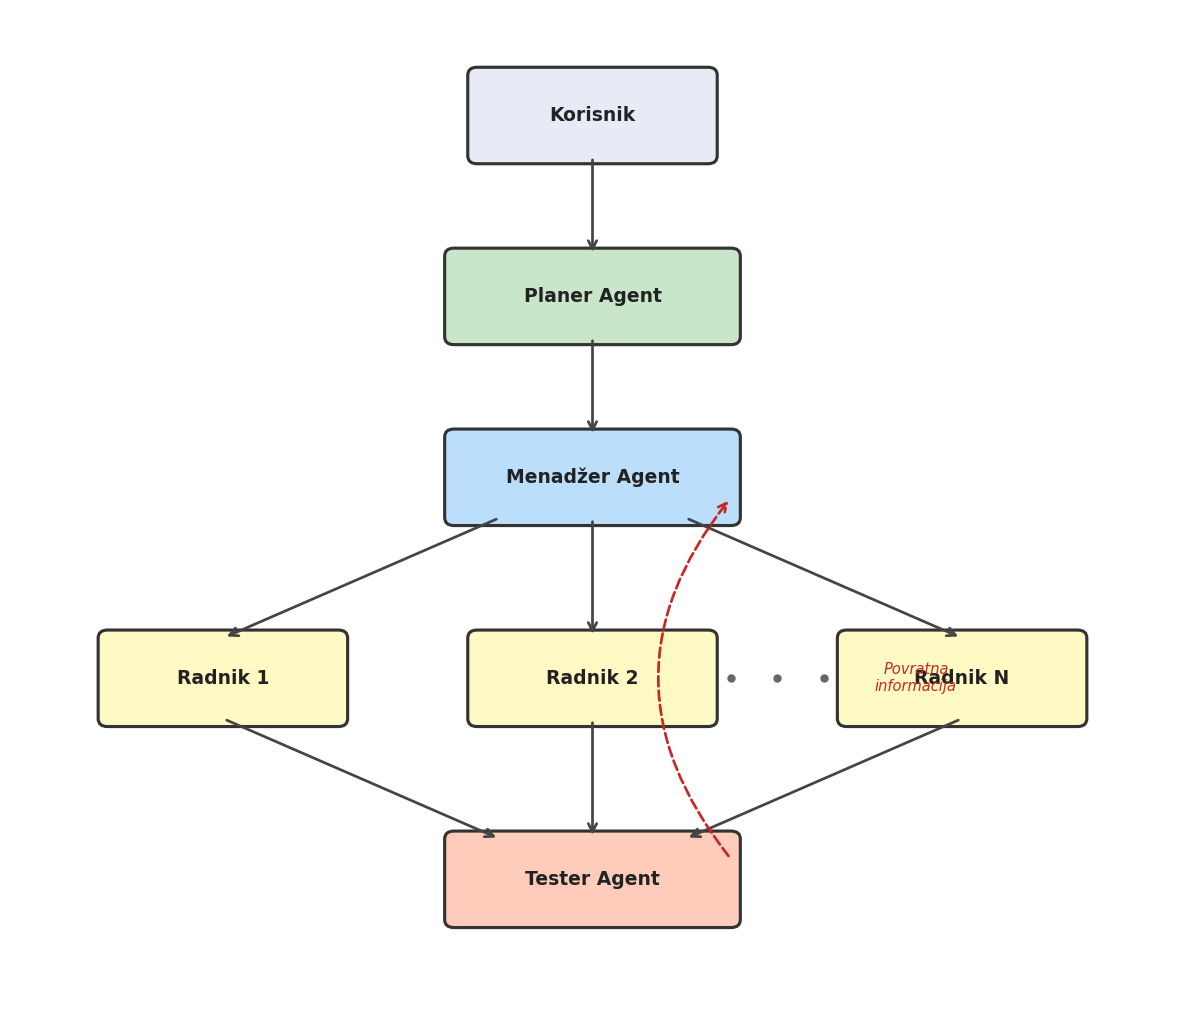 Korisnik
Planer Agent
Menadžer Agent
Radnik 1
Radnik 2
Povratna
informacija
Radnik N
Tester Agent